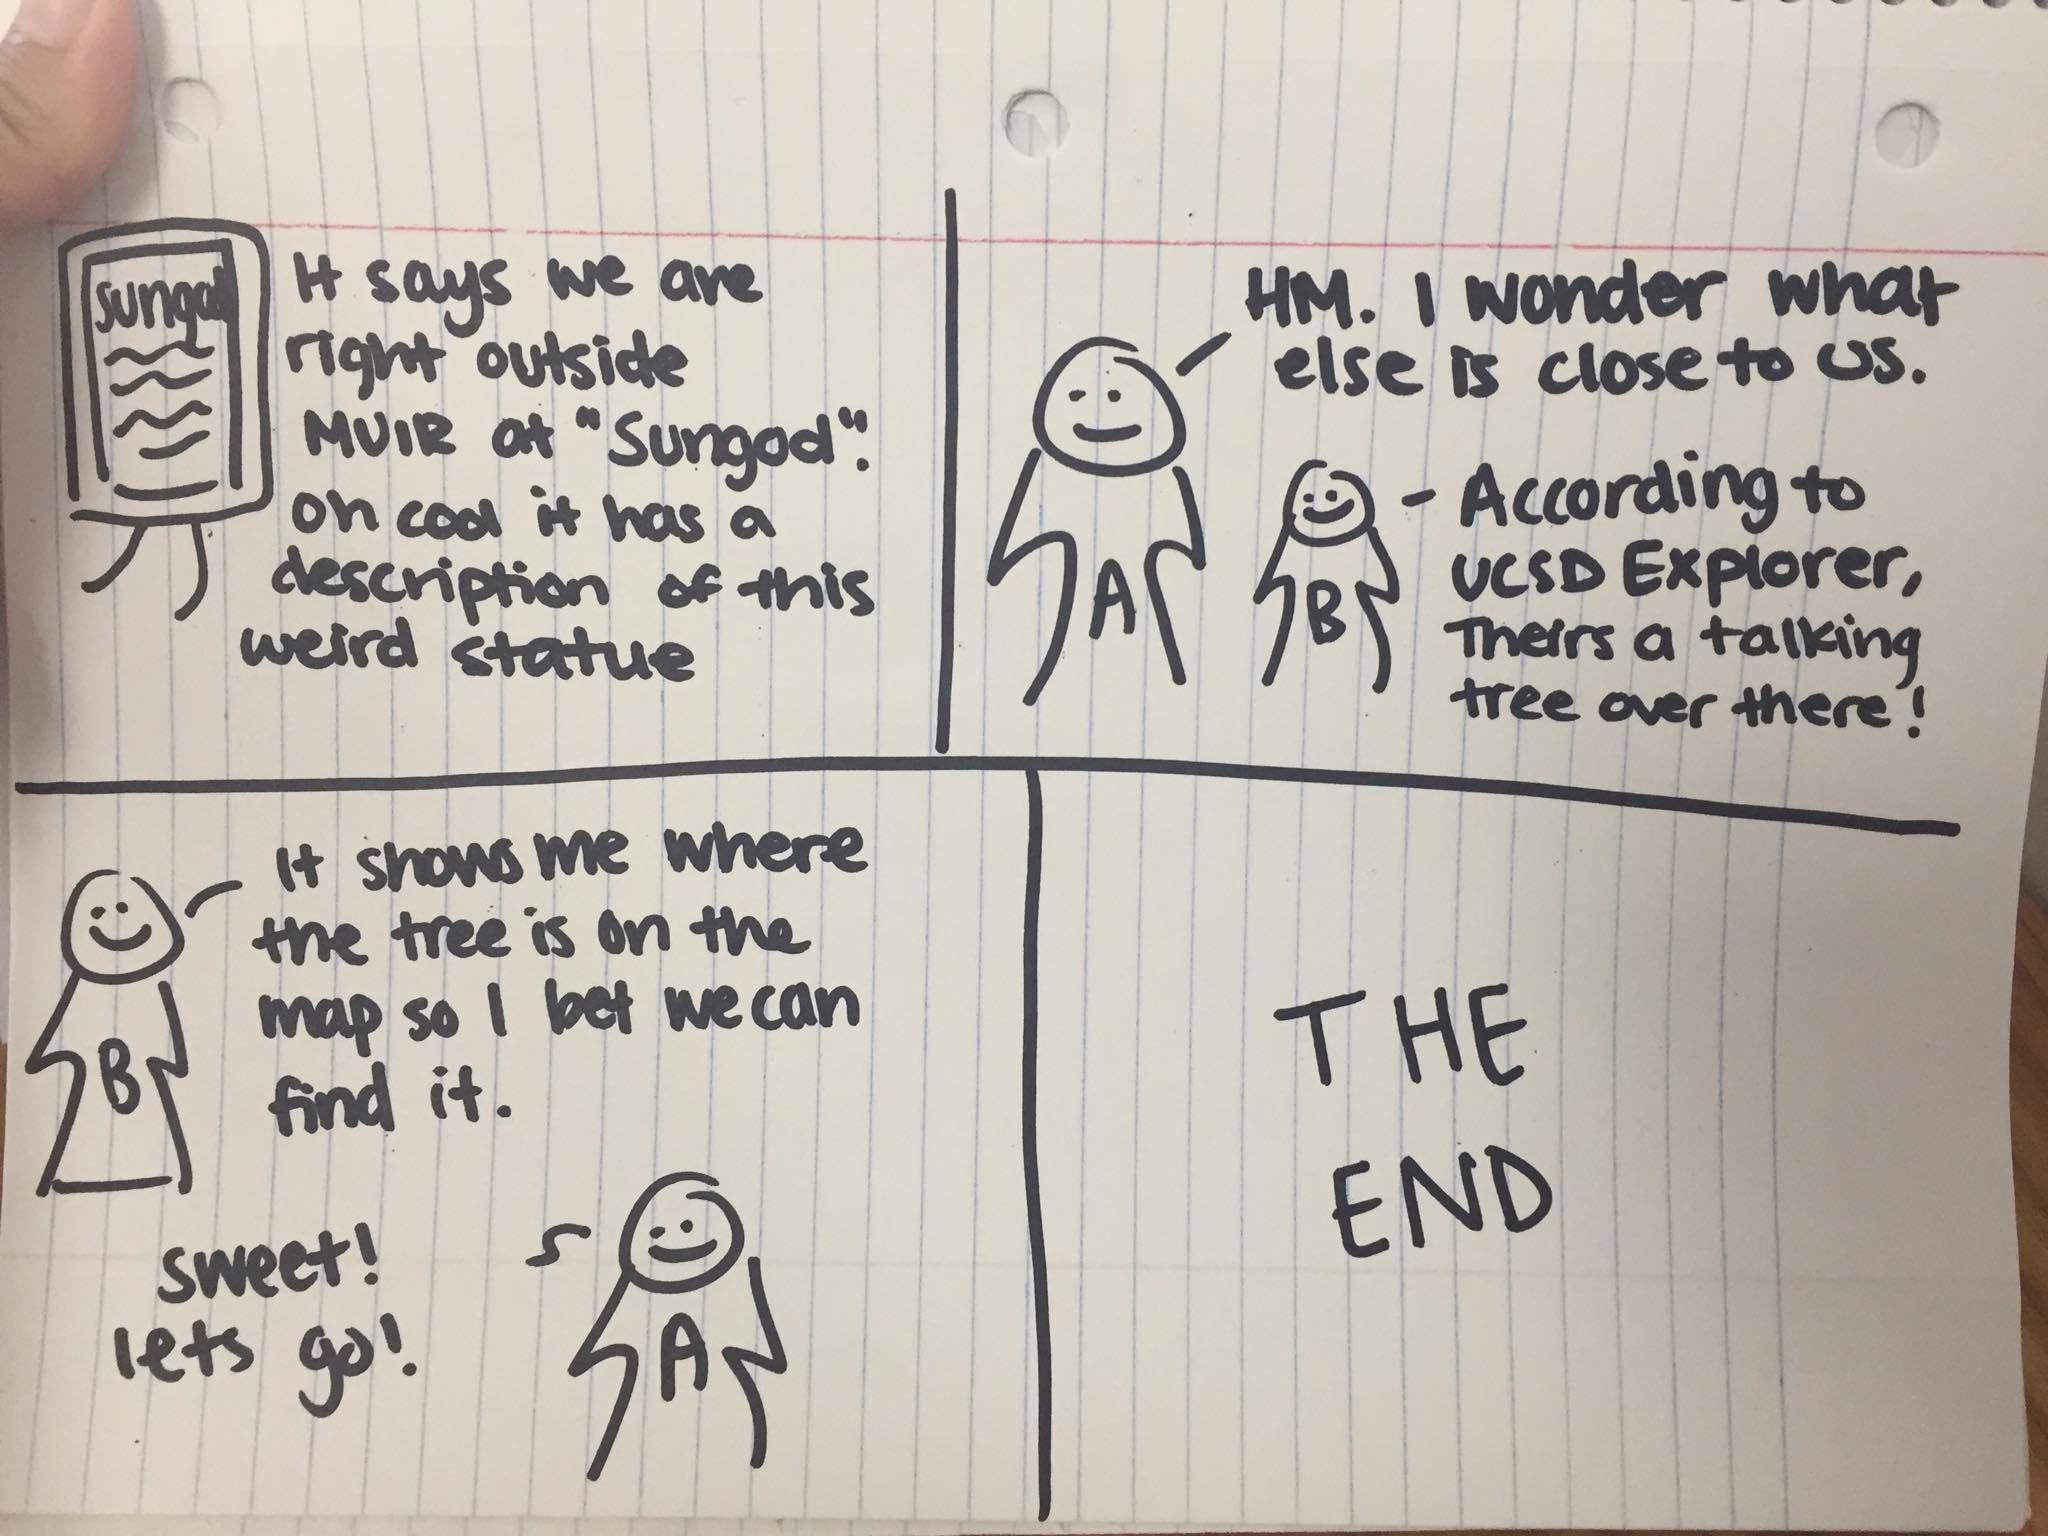 Sungod
It says we are
right outside
MUIR at "Sungod".
Oh cool it has a
description of this
weird statue
HM. I wonder what
else is close to us.
According to
UCSD Explorer,
Theirs a talking
tree over there!
A
B
It shows me where
the tree is on the
map so I bet we can
find it.
B
sweet!
lets go!
A
THE
END